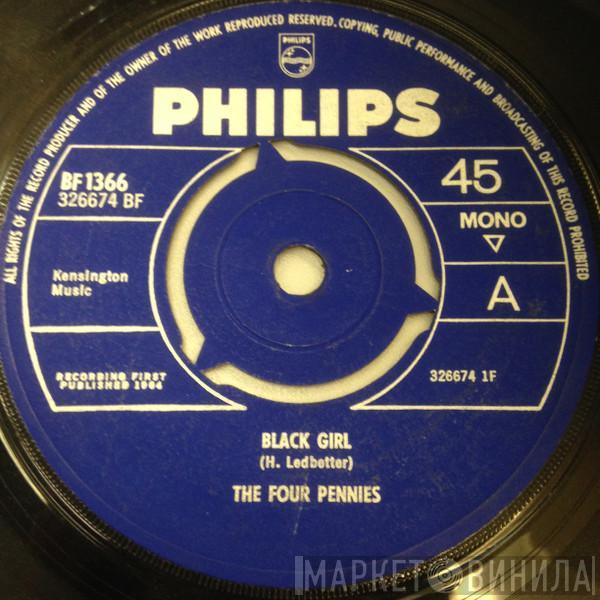 ALL RIGHTS OF THE RECORD PRODUCER AND OF THE OWNER OF THE WORK REPRODUCED RESERVED. COPYING, PUBLIC PERFORMANCE AND BROADCASTING OF THIS RECORD PROHIBITED
PHILIPS
PHILIPS
BF 1366
326674 BF
45
MONO
Kensington
Music
A
RECORDING FIRST
PUBLISHED 1964
326674 1F
BLACK GIRL
(H. Ledbetter)
THE FOUR PENNIES
МАРКЕТ ВИНИЛА